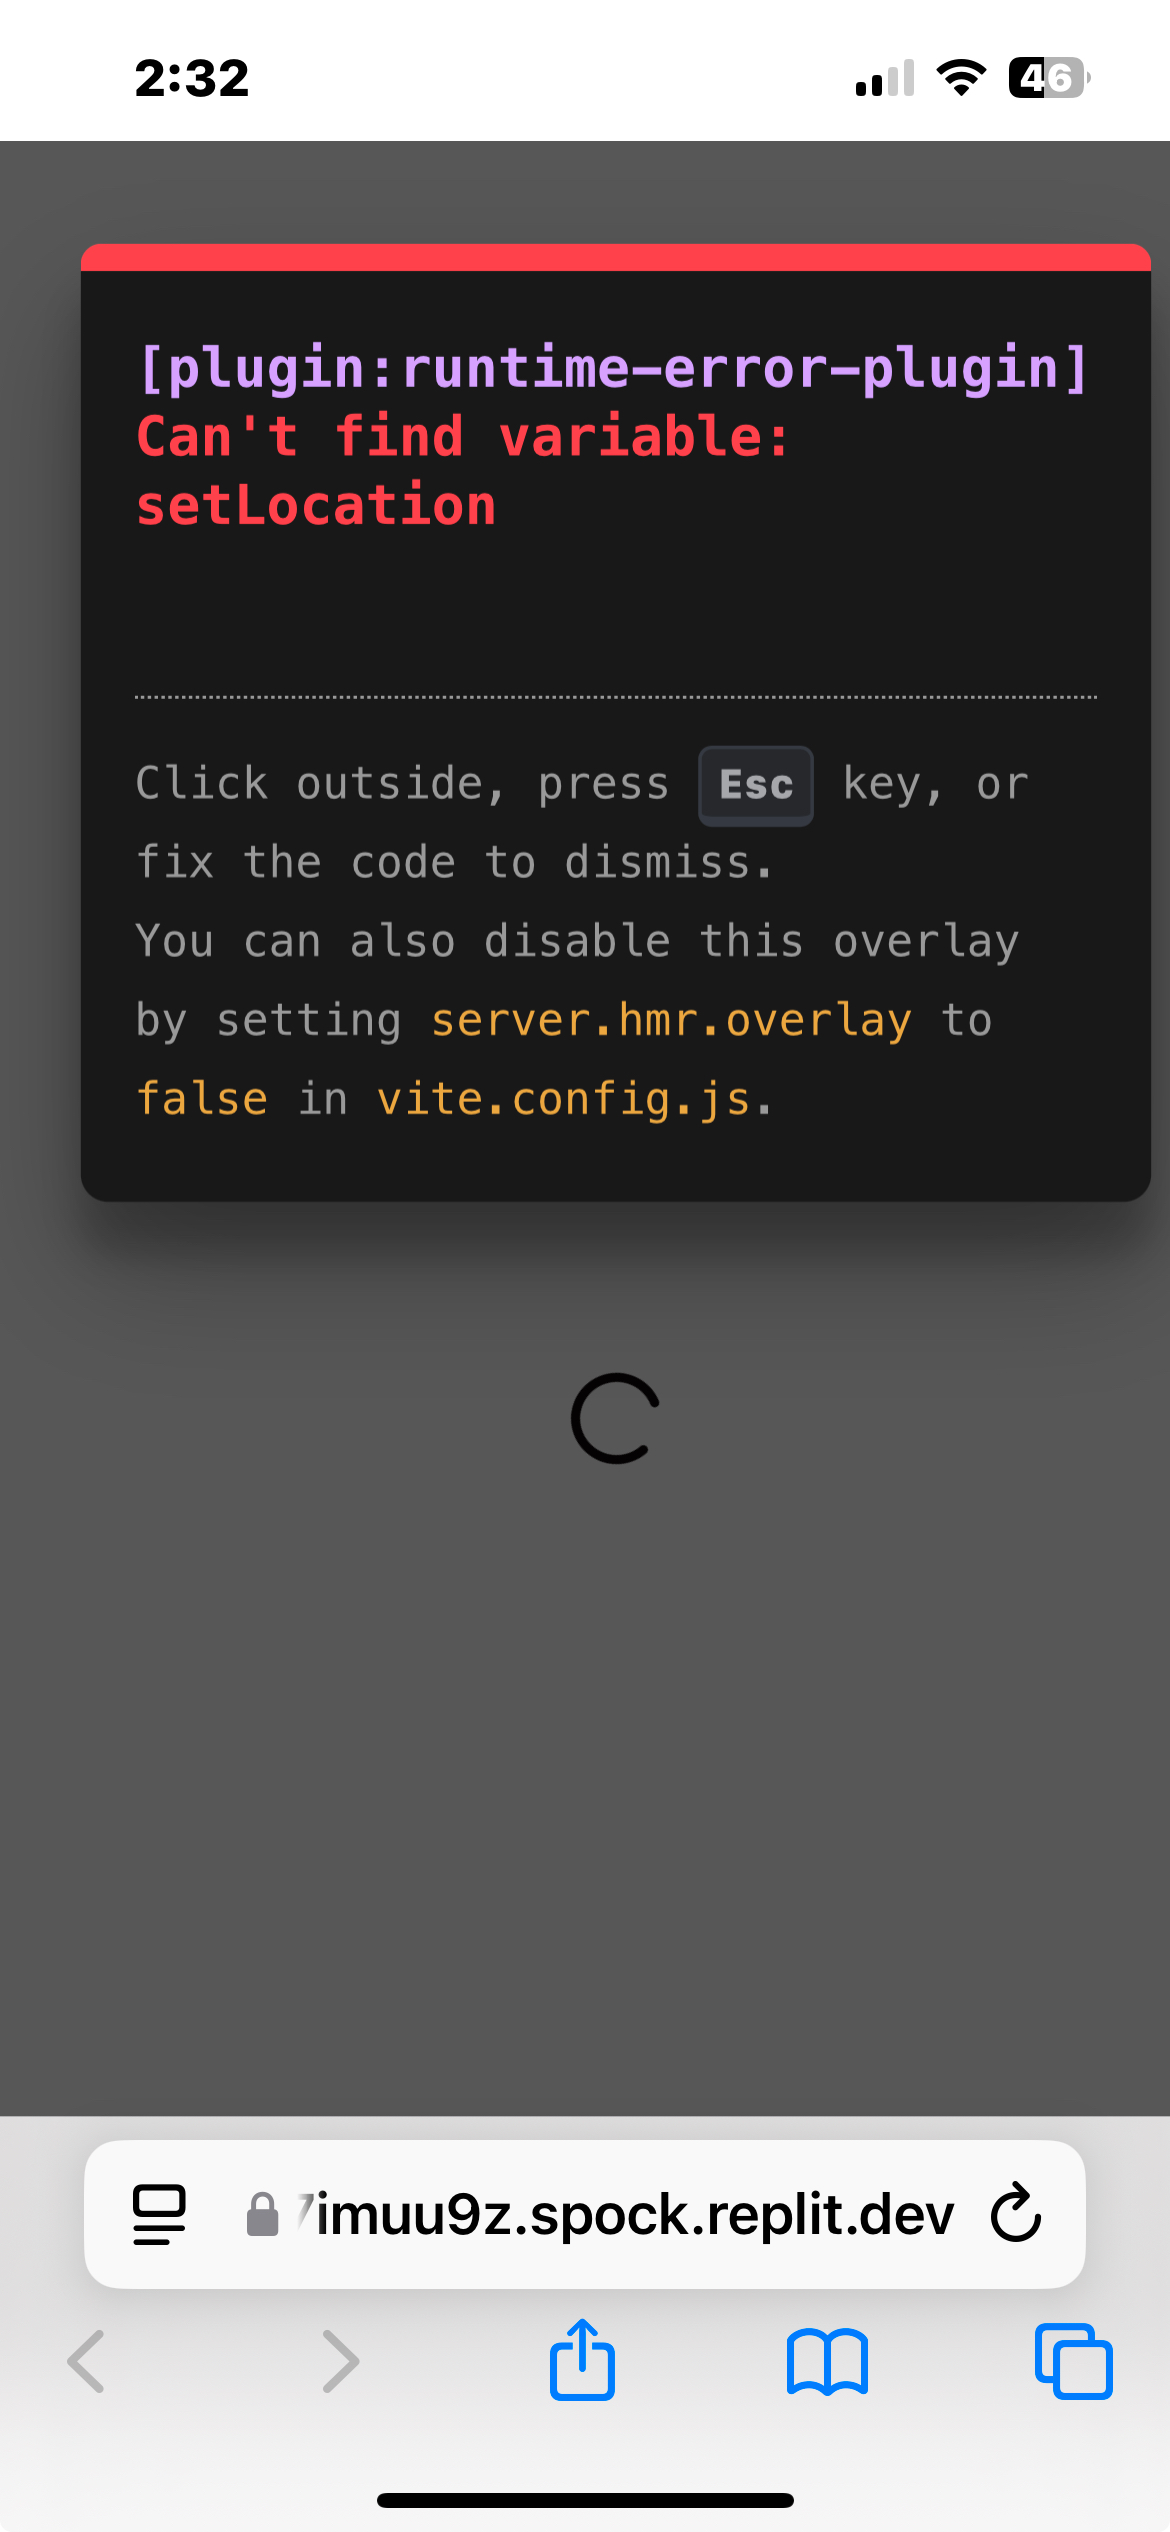 2:32
46
[plugin:runtime-error-plugin]
Can't find variable:
setLocation
Click outside, press Esc key, or
fix the code to dismiss.
You can also disable this overlay
by setting server.hmr.overlay to
false in vite.config.js.
7imuu9z.spock.replit.dev